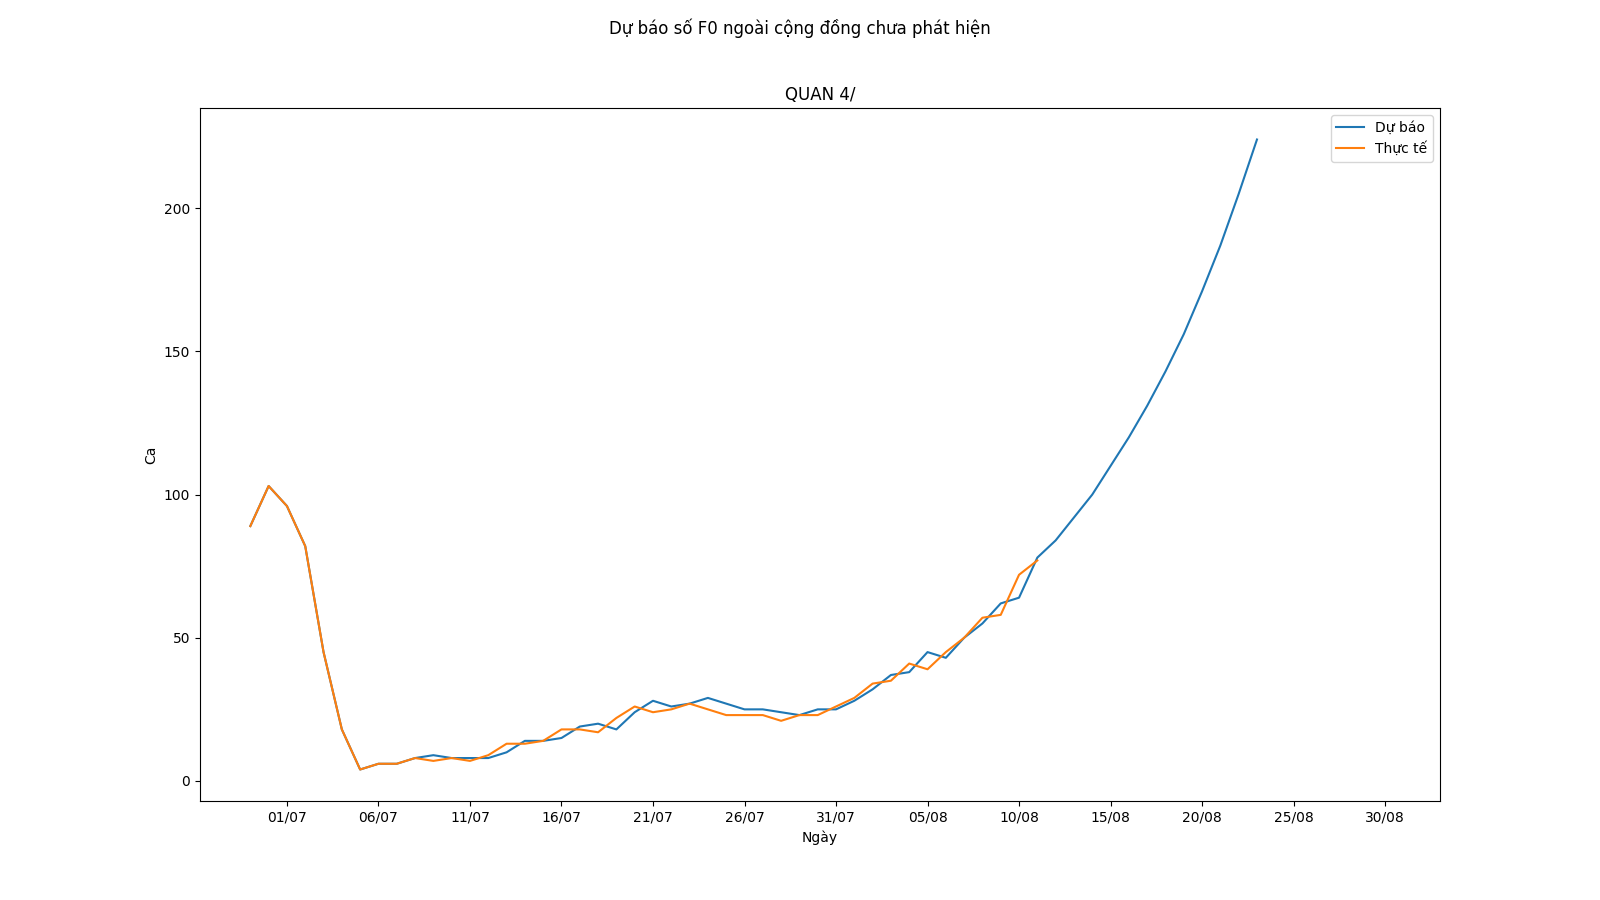 Dự báo số F0 ngoài cộng đồng chưa phát hiện
QUAN 4/
Dự báo
Thực tế
200
150
100
50
0
Ca
01/07 06/07 11/07 16/07 21/07 26/07 31/07 05/08 10/08 15/08 20/08 25/08 30/08
Ngày